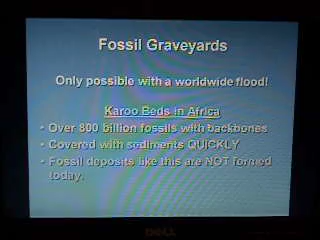 Fossil Graveyards
Only possible with a worldwide flood!
Karoo Beds in Africa
• Over 800 billion fossils with backbones
• Covered with sediments QUICKLY
• Fossil deposits like this are NOT formed
today.
DELL